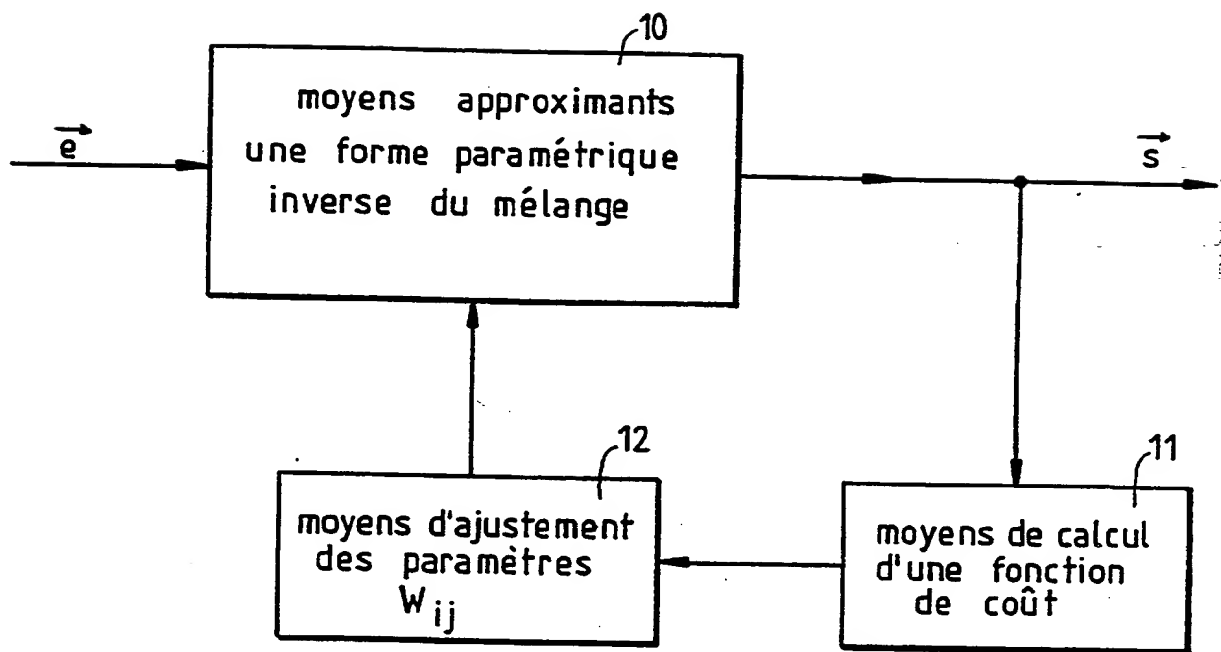 10
moyens approximants
une forme paramétrique
inverse du mélange
e
s
12
moyens d'ajustement
des paramètres
W ij
11
moyens de calcul
d'une fonction
de coût